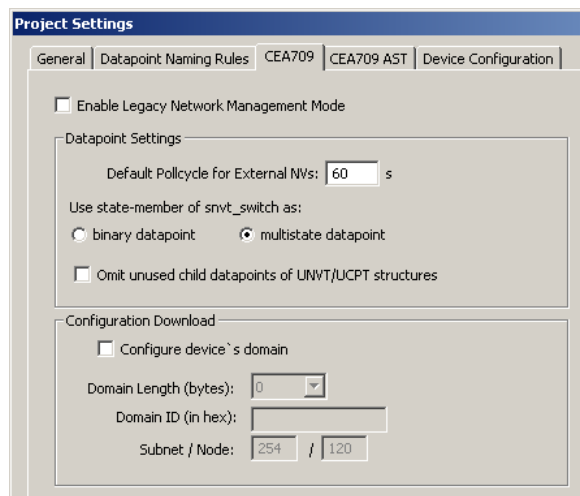 Project Settings
General Datapoint Naming Rules CEA709 CEA709 AST Device Configuration
Enable Legacy Network Management Mode
Datapoint Settings
Default Pollcycle for External NVs: 60 s
Use state-member of snvt_switch as:
binary datapoint multistate datapoint
Omit unused child datapoints of UNVT/UCPT structures
Configuration Download
Configure device`s domain
Domain Length (bytes): 0
Domain ID (in hex):
Subnet / Node: 254 / 120